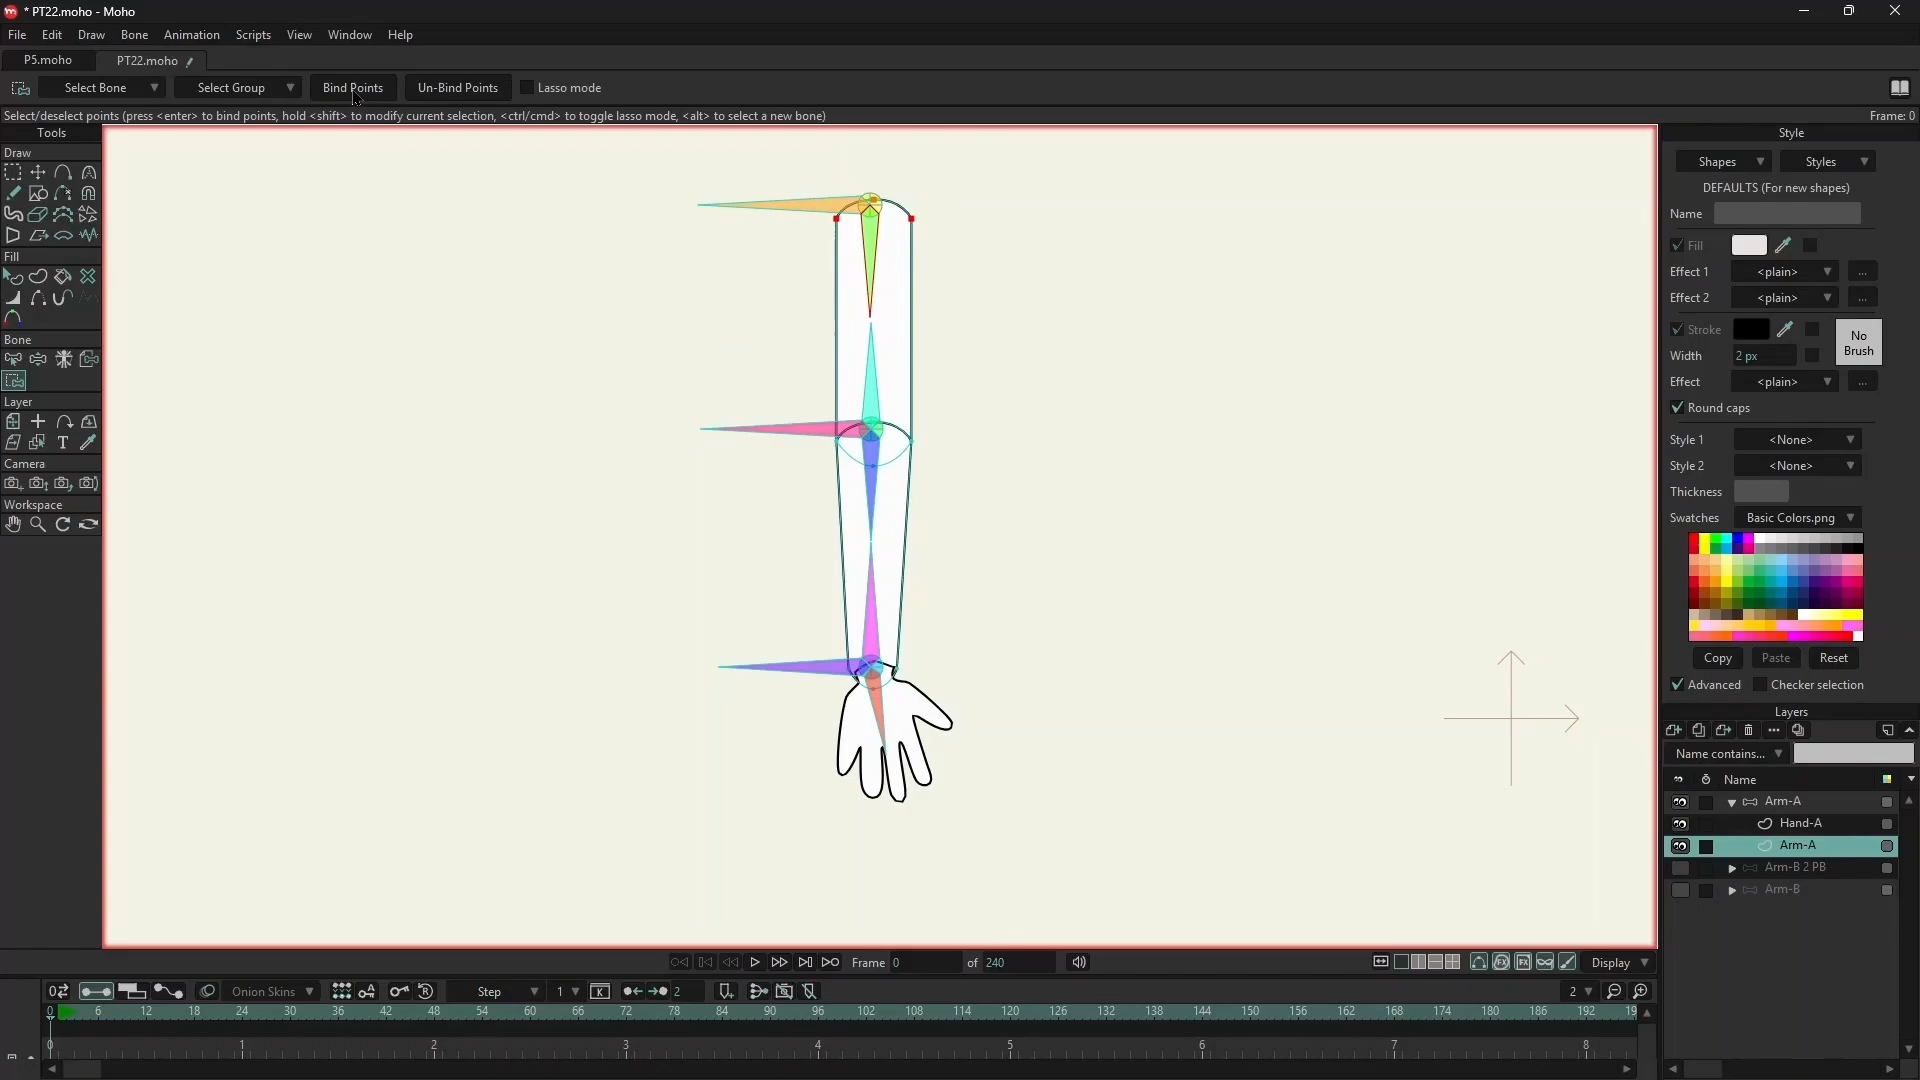 * PT22.moho - Moho
File Edit Draw Bone Animation Scripts View Window Help
P5.moho PT22.moho
Select Bone Select Group Bind Points Un-Bind Points Lasso mode
Select/deselect points (press <enter> to bind points, hold <shift> to modify current selection, <ctrl/cmd> to toggle lasso mode, <alt> to select a new bone) Frame: 0
Tools
Draw
Fill
Bone
Layer
Camera
Workspace
Style
Shapes Styles
DEFAULTS (For new shapes)
Name
Fill
Effect 1 <plain> ...
Effect 2 <plain> ...
Stroke
No Brush
Width 2 px
Effect <plain> ...
Round caps
Style 1 <None>
Style 2 <None>
Thickness
Swatches Basic Colors.png
Copy Paste Reset
Advanced Checker selection
Layers
Name contains...
Name
Arm-A
Hand-A
Arm-A
Arm-B 2 PB
Arm-B
Frame 0 of 240 Display
Onion Skins Step 1 2 2
0 6 12 18 24 30 36 42 48 54 60 66 72 78 84 90 96 102 108 114 120 126 132 138 144 150 156 162 168 174 180 186 192 19
0 1 2 3 4 5 6 7 8